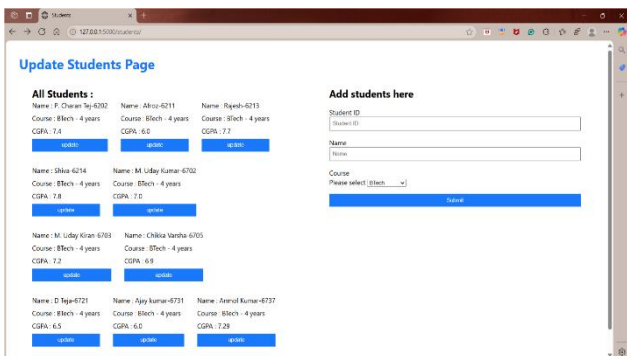 Students
127.0.0.1:5000/students/
Update Students Page
All Students :
Name : P. Charan Tej-6202 Name : Afroz-6211 Name : Rajesh-6213
Course : BTech - 4 years Course : BTech - 4 years Course : BTech - 4 years
CGPA : 7.4 CGPA : 6.0 CGPA : 7.7
update update update
Name : Shiva-6214 Name : M. Uday Kumar-6702
Course : BTech - 4 years Course : BTech - 4 years
CGPA : 7.8 CGPA : 7.0
update update
Name : M. Uday Kiran-6703 Name : Chikka Varsha-6705
Course : BTech - 4 years Course : BTech - 4 years
CGPA : 7.2 CGPA : 6.9
update update
Name : D Teja-6721 Name : Ajay kumar-6731 Name : Anmol Kumar-6737
Course : BTech - 4 years Course : BTech - 4 years Course : BTech - 4 years
CGPA : 6.5 CGPA : 6.0 CGPA : 7.29
update update update
Add students here
Student ID
Student ID
Name
Name
Course
Please select BTech
Submit